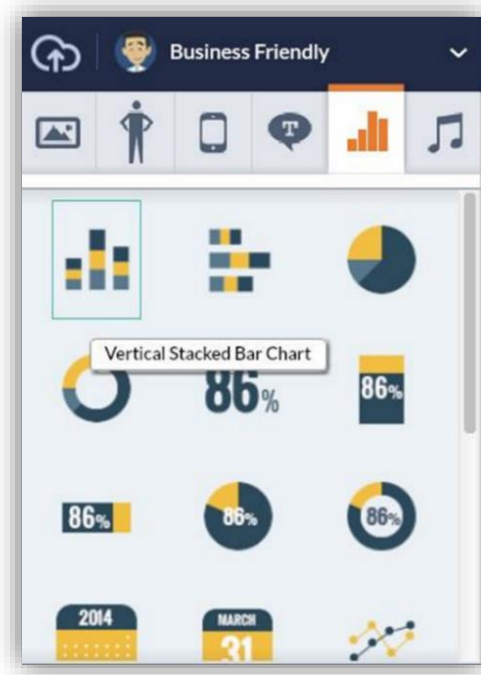 Business Friendly
T
Vertical Stacked Bar Chart
86%
86%
86%
86%
86%
2014
MARCH
31